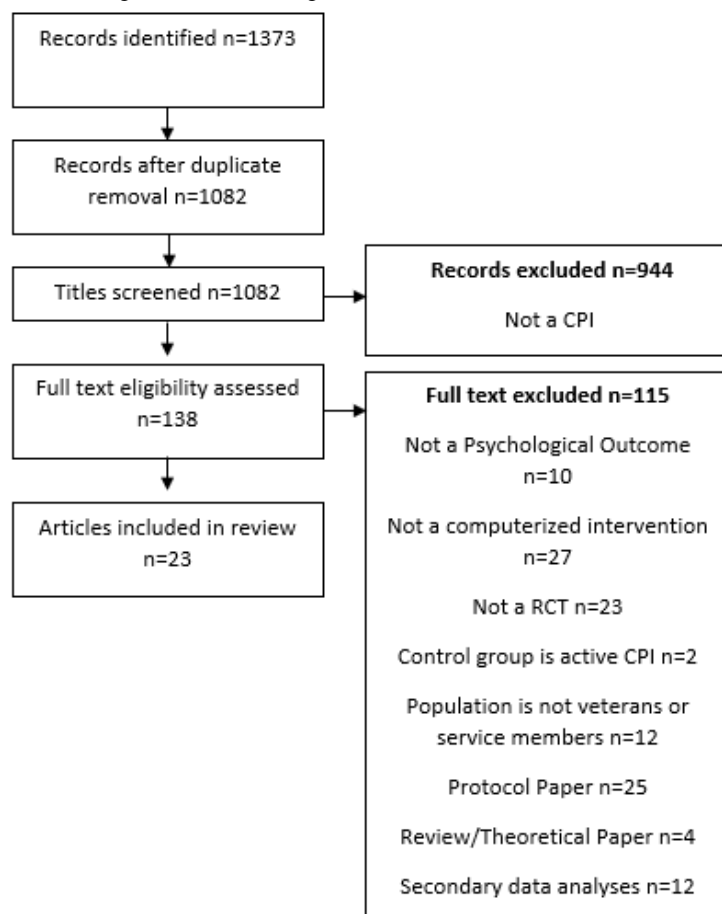 Records identified n=1373
Records after duplicate
removal n=1082
Titles screened n=1082
Records excluded n=944
Not a CPI
Full text eligibility assessed
n=138
Full text excluded n=115
Not a Psychological Outcome
n=10
Not a computerized intervention
n=27
Not a RCT n=23
Control group is active CPI n=2
Population is not veterans or
service members n=12
Protocol Paper n=25
Review/Theoretical Paper n=4
Secondary data analyses n=12
Articles included in review
n=23